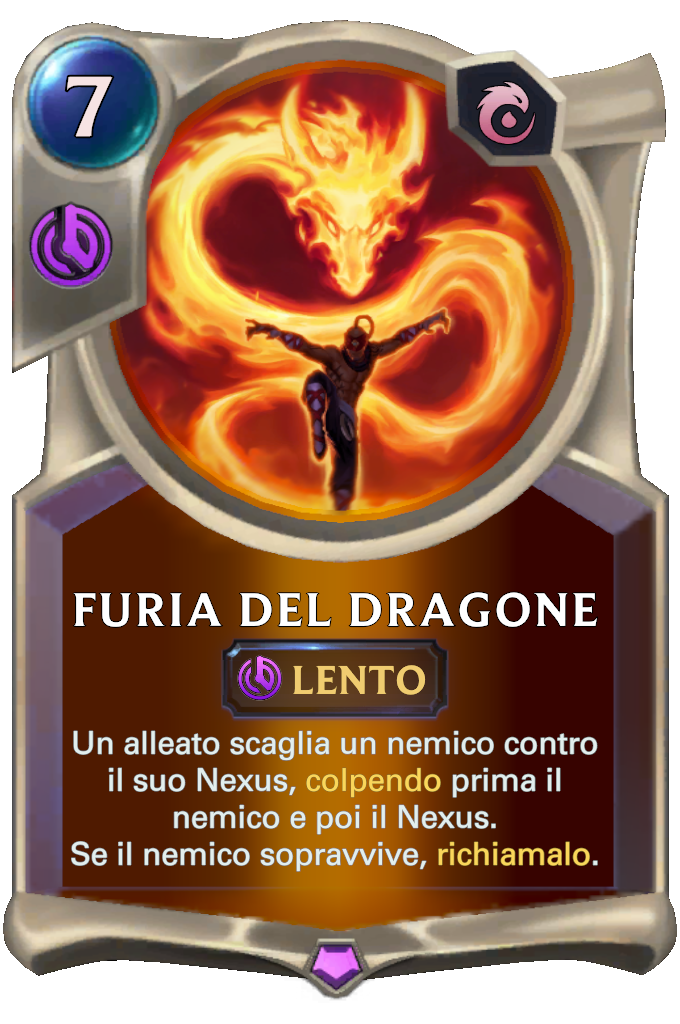 7
FURIA DEL DRAGONE
LENTO
Un alleato scaglia un nemico contro
il suo Nexus, colpendo prima il
nemico e poi il Nexus.
Se il nemico sopravvive, richiamalo.